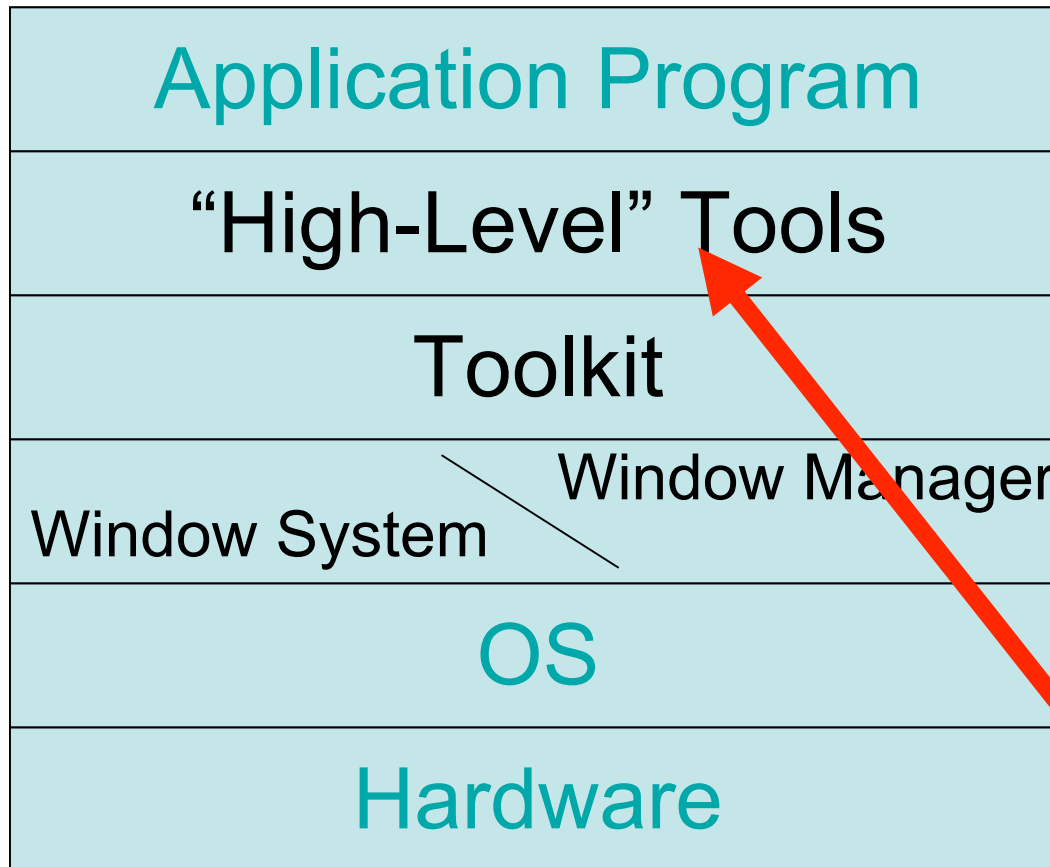 Application Program
“High-Level” Tools
Toolkit
Window Manager
Window System
OS
Hardware